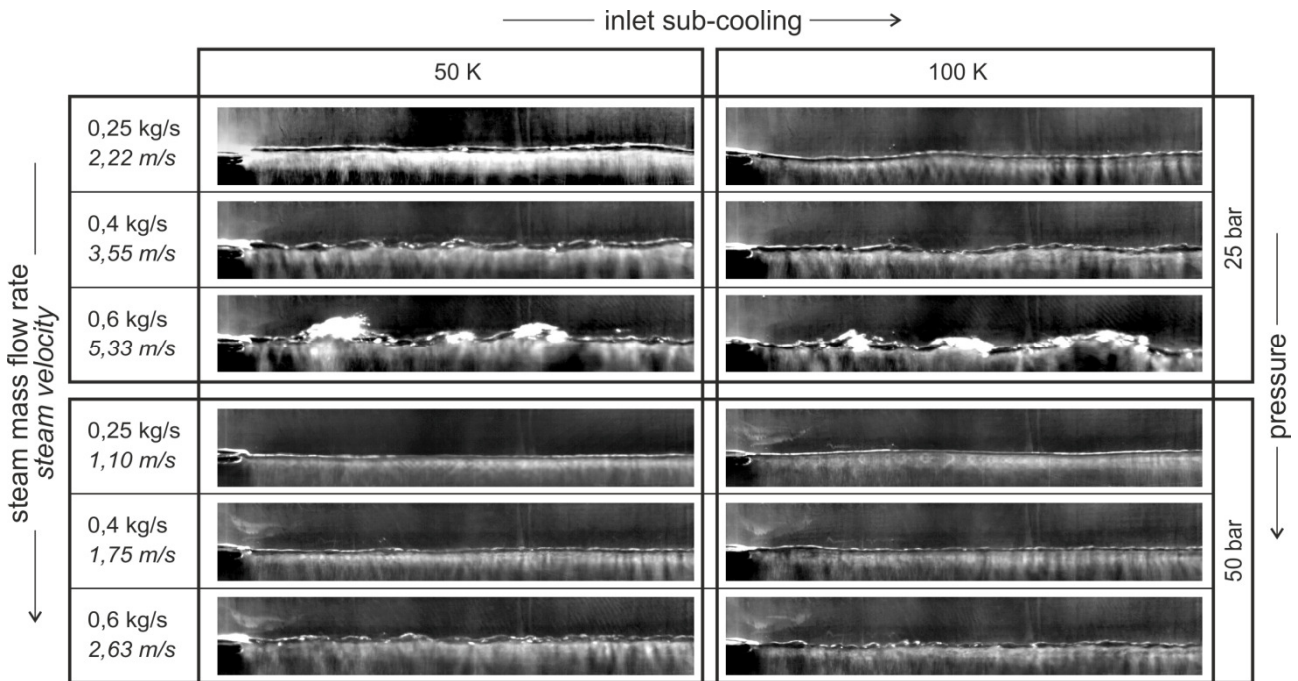 inlet sub-cooling
50 K
100 K
steam mass flow rate
steam velocity
0,25 kg/s
2,22 m/s
0,4 kg/s
3,55 m/s
0,6 kg/s
5,33 m/s
25 bar
pressure
0,25 kg/s
1,10 m/s
0,4 kg/s
1,75 m/s
0,6 kg/s
2,63 m/s
50 bar